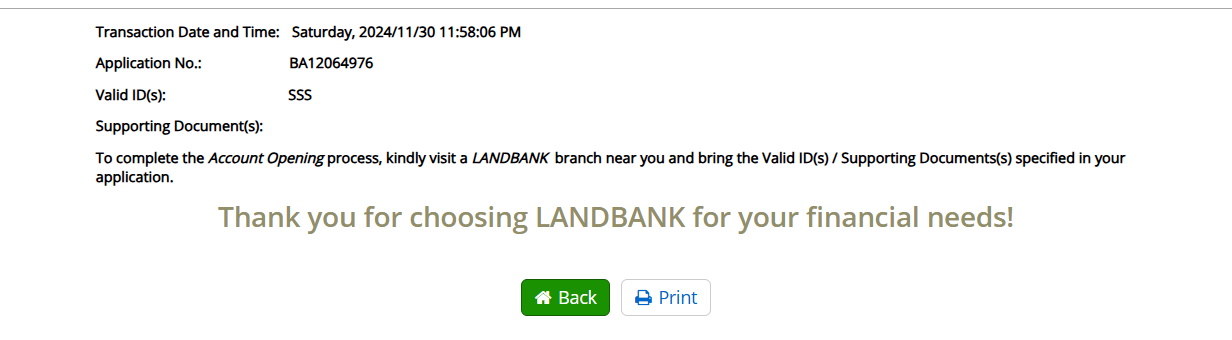 Transaction Date and Time: Saturday, 2024/11/30 11:58:06 PM
Application No.: BA12064976
Valid ID(s): SSS
Supporting Document(s):
To complete the Account Opening process, kindly visit a LANDBANK branch near you and bring the Valid ID(s) / Supporting Documents(s) specified in your
application.
Thank you for choosing LANDBANK for your financial needs!
Back Print